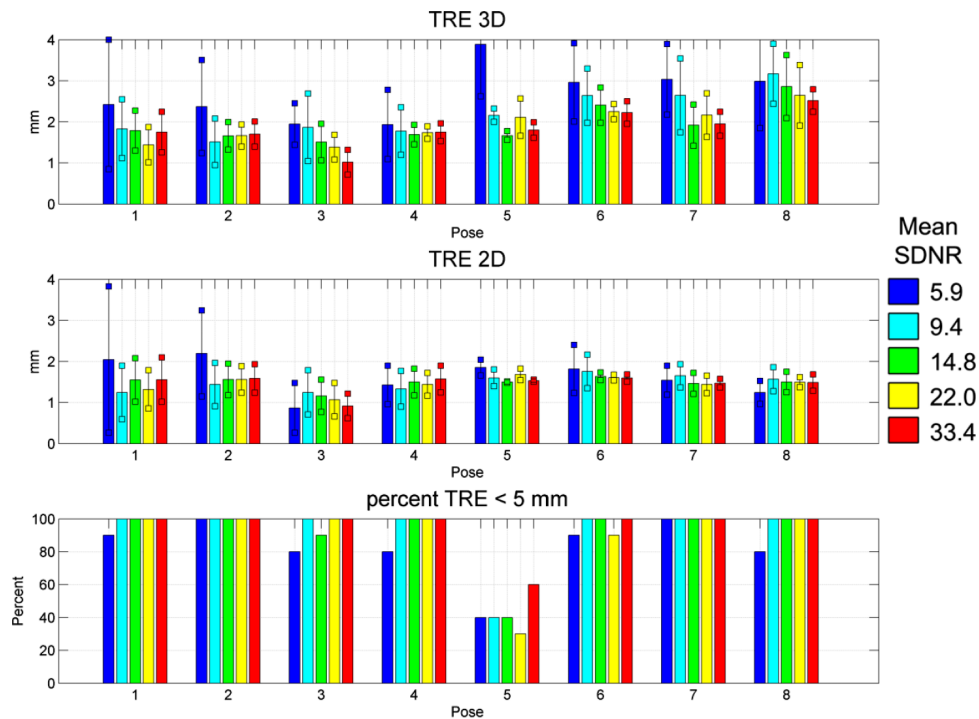 TRE 3D
4
3
2
1
0
mm
1 2 3 4 5 6 7 8
Pose
TRE 2D
4
3
2
1
0
mm
1 2 3 4 5 6 7 8
Pose
percent TRE < 5 mm
100
80
60
40
20
0
Percent
1 2 3 4 5 6 7 8
Pose
Mean
SDNR
5.9
9.4
14.8
22.0
33.4